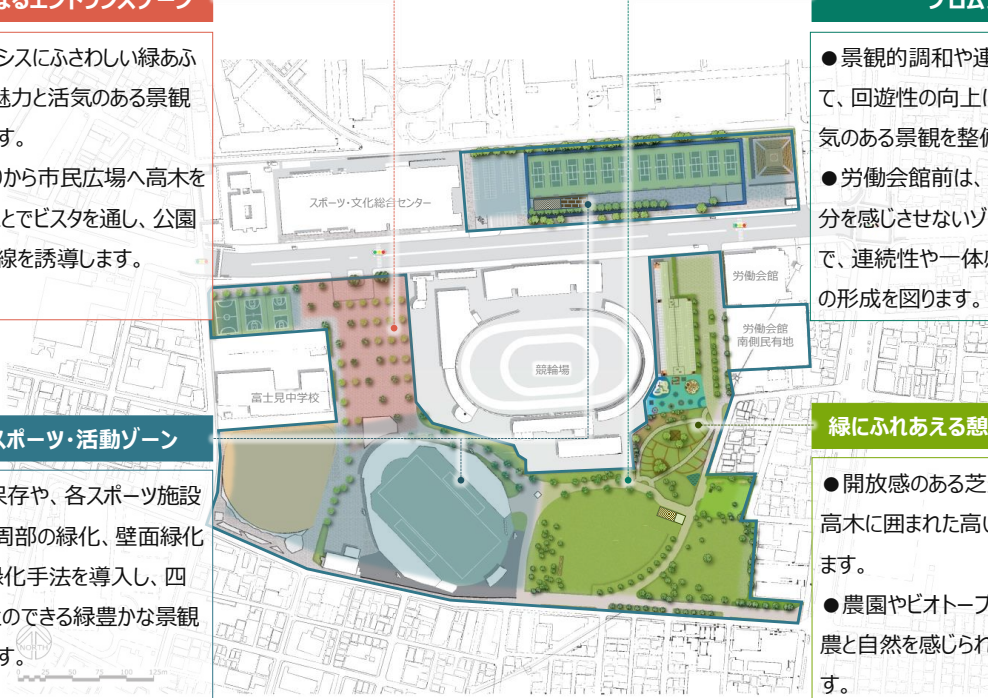 なるエントランスゾーン
シスにふさわしい緑あふ
魅力と活気のある景観
す。
から市民広場へ高木を
とでビスタを通し、公園
線を誘導します。
スポーツ・活動ゾーン
保存や、各スポーツ施設
周部の緑化、壁面緑化
緑化手法を導入し、四
のできる緑豊かな景観
す。
NORTH
25 50 75 100 125m
スポーツ・文化総合センター
富士見中学校
競輪場
労働会館
労働会館
南側民有地
プロム
●景観的調和や連
て、回遊性の向上に
気のある景観を整備
●労働会館前は、
分を感じさせないゾ
で、連続性や一体感
の形成を図ります。
緑にふれあえる憩
●開放感のある芝
高木に囲まれた高い
ます。
●農園やビオトープ
農と自然を感じられ
す。